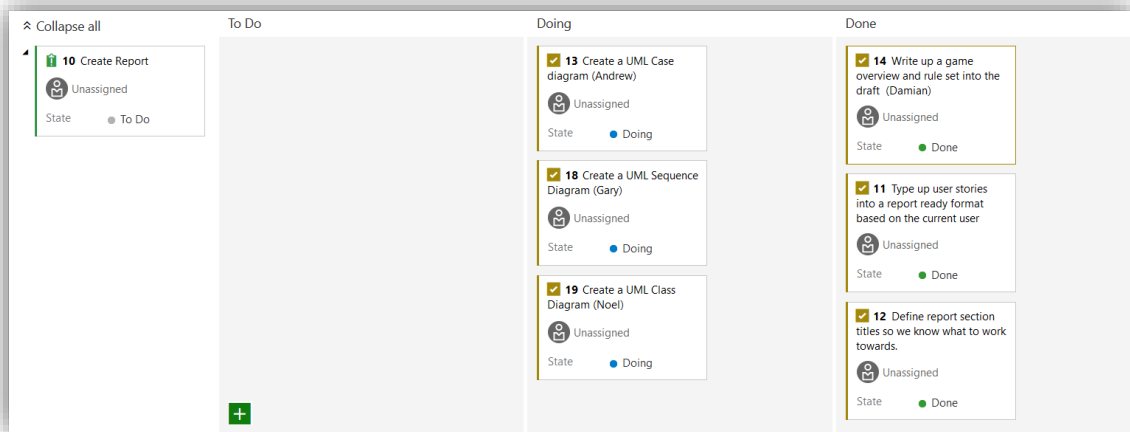 Collapse all
To Do
Doing
Done
10 Create Report
Unassigned
State To Do
13 Create a UML Case
diagram (Andrew)
Unassigned
State Doing
18 Create a UML Sequence
Diagram (Gary)
Unassigned
State Doing
19 Create a UML Class
Diagram (Noel)
Unassigned
State Doing
14 Write up a game
overview and rule set into the
draft (Damian)
Unassigned
State Done
11 Type up user stories
into a report ready format
based on the current user
Unassigned
State Done
12 Define report section
titles so we know what to work
towards.
Unassigned
State Done